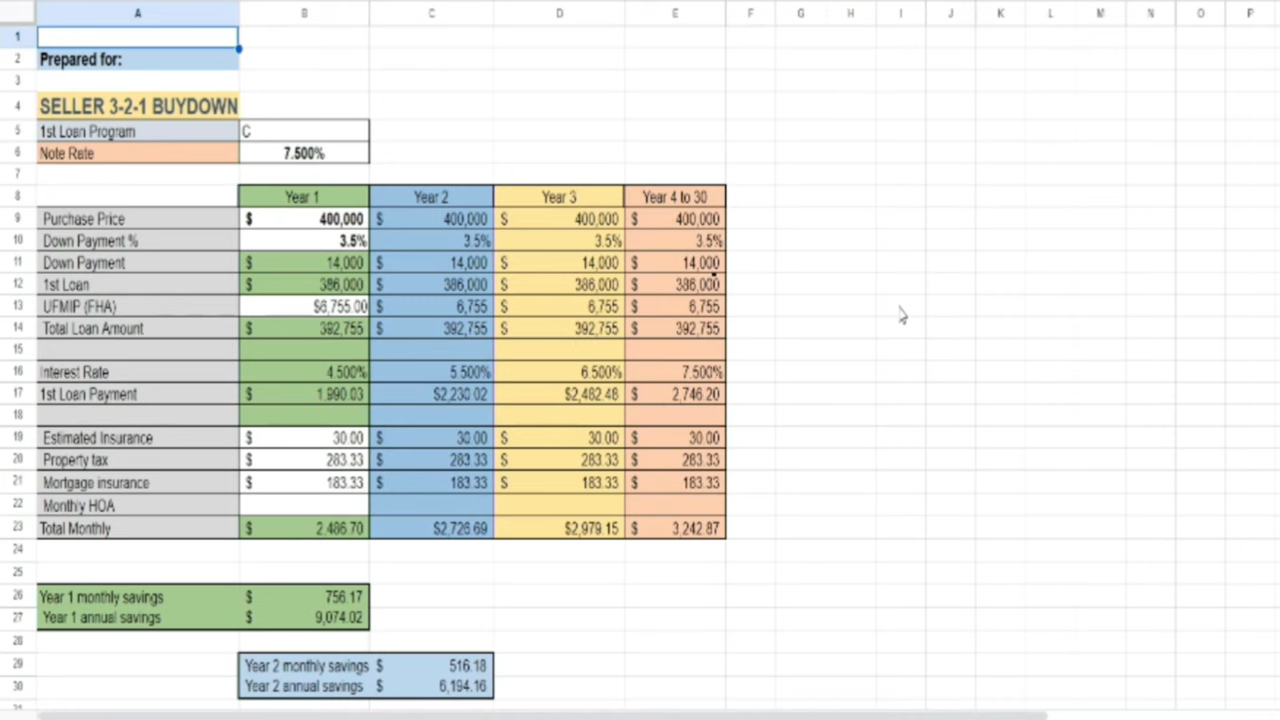 A B C D E F G H I J K L M N O P
1
2 Prepared for:
3
4 SELLER 3-2-1 BUYDOWN
5 1st Loan Program C
6 Note Rate 7.500%
7
8 Year 1 Year 2 Year 3 Year 4 to 30
9 Purchase Price $ 400,000 $ 400,000 $ 400,000 $ 400,000
10 Down Payment % 3.5% 3.5% 3.5% 3.5%
11 Down Payment $ 14,000 $ 14,000 $ 14,000 $ 14,000
12 1st Loan $ 386,000 $ 386,000 $ 386,000 $ 386,000
13 UFMIP (FHA) $6,755.00 $ 6,755 $ 6,755 $ 6,755
14 Total Loan Amount $ 392,755 $ 392,755 $ 392,755 $ 392,755
15
16 Interest Rate 4.500% 5.500% 6.500% 7.500%
17 1st Loan Payment $ 1,990.03 $2,230.02 $2,482.48 $ 2,746.20
18
19 Estimated Insurance $ 30.00 $ 30.00 $ 30.00 $ 30.00
20 Property tax $ 283.33 $ 283.33 $ 283.33 $ 283.33
21 Mortgage insurance $ 183.33 $ 183.33 $ 183.33 $ 183.33
22 Monthly HOA
23 Total Monthly $ 2,486.70 $2,726.69 $2,979.15 $ 3,242.87
24
25
26 Year 1 monthly savings $ 756.17
27 Year 1 annual savings $ 9,074.02
28
29 Year 2 monthly savings $ 516.18
30 Year 2 annual savings $ 6,194.16